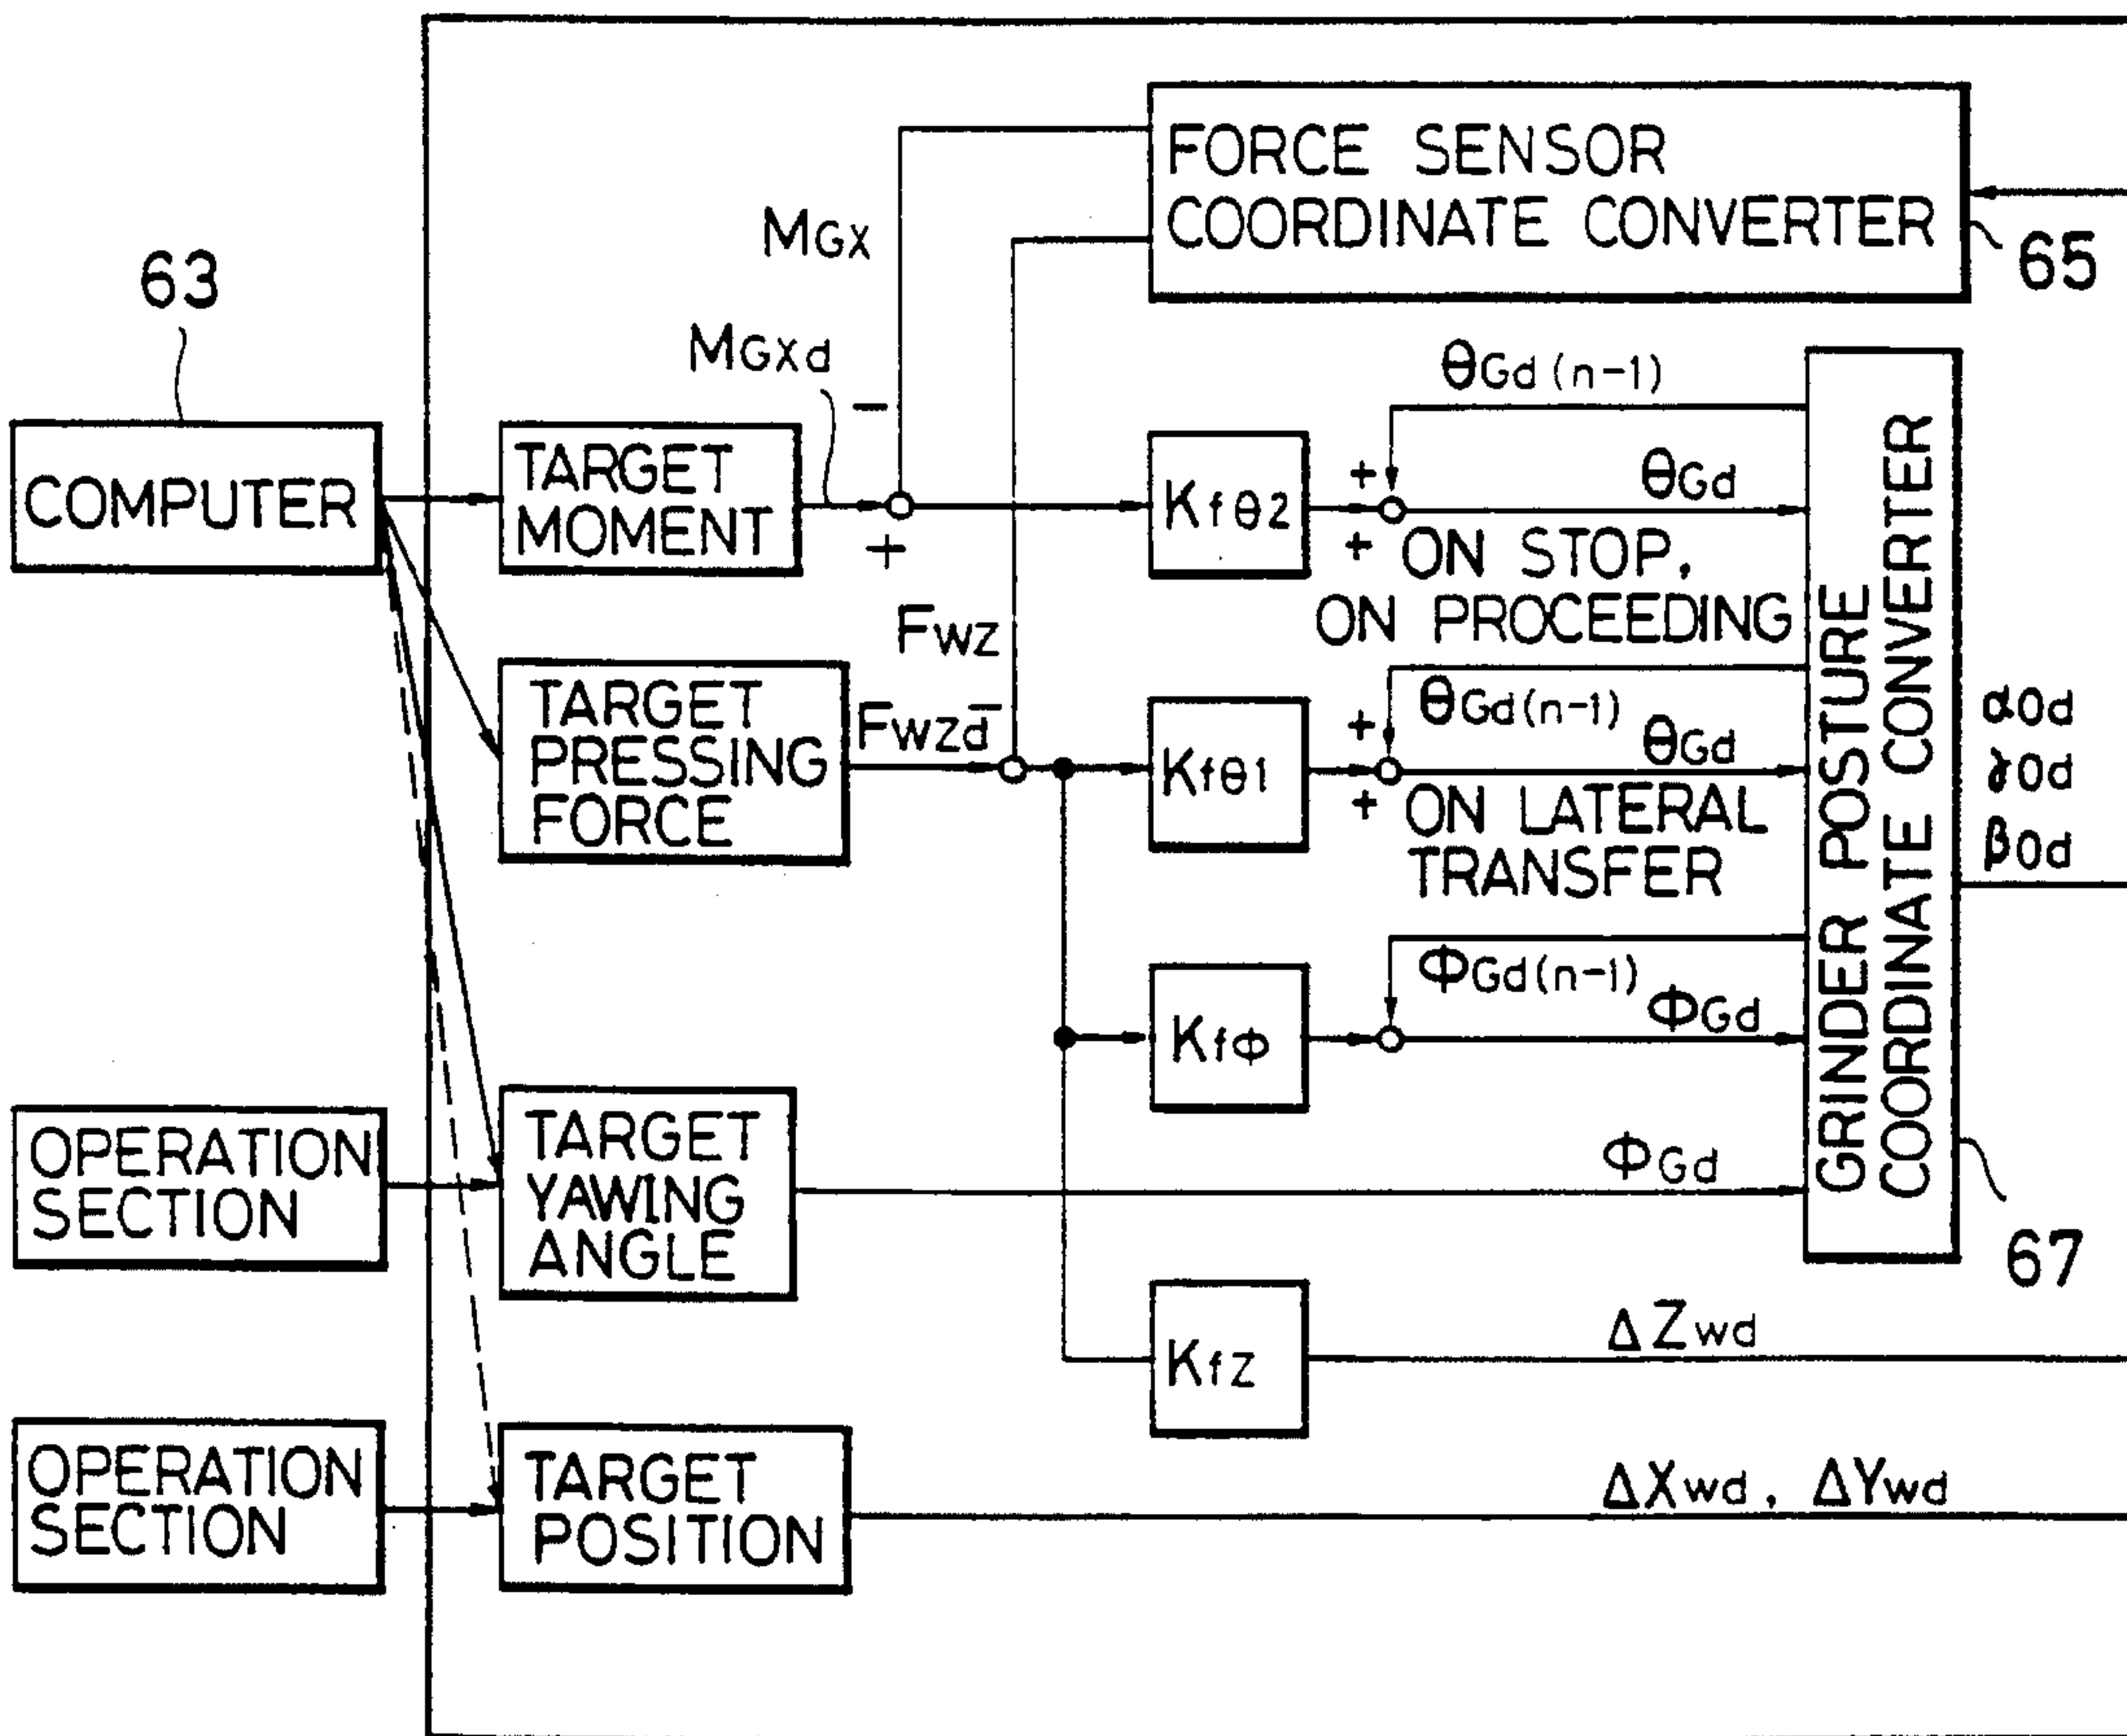 FORCE SENSOR
COORDINATE CONVERTER
65
MGX
63
MGXd
−
+
COMPUTER
TARGET
MOMENT
Kfθ2
θGd(n-1)
+
θGd
+
ON STOP,
ON PROCEEDING
FWZ
TARGET
PRESSING
FORCE
FWZd
−
Kfθ1
θGd(n-1)
+
θGd
+
ON LATERAL
TRANSFER
GRINDER POSTURE
COORDINATE CONVERTER
α0d
γ0d
β0d
KfΦ
ΦGd(n-1)
ΦGd
OPERATION
SECTION
TARGET
YAWING
ANGLE
ΦGd
67
KfZ
ΔZwd
OPERATION
SECTION
TARGET
POSITION
ΔXwd, ΔYwd